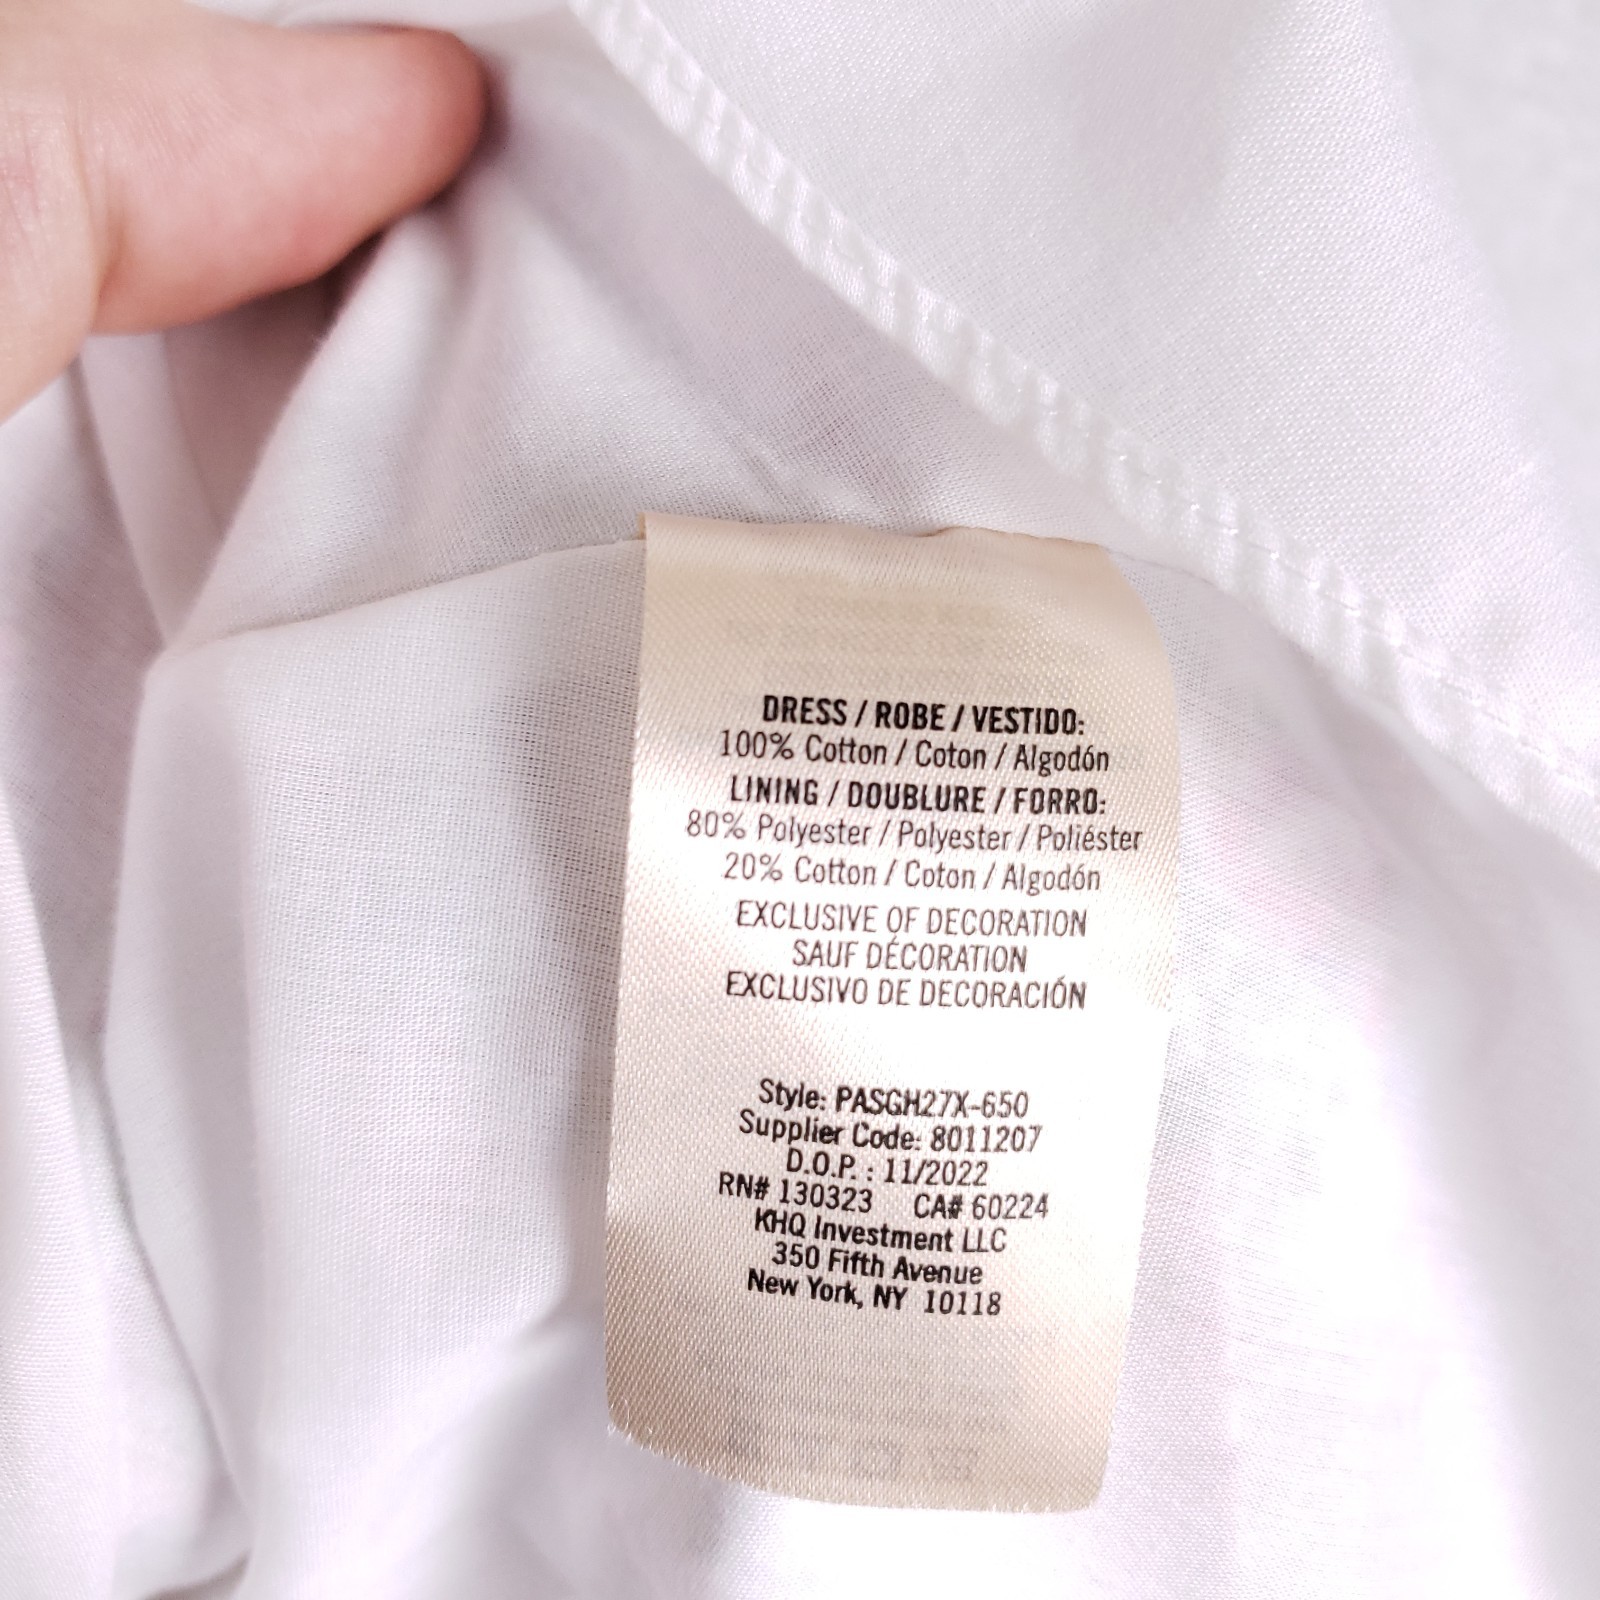 DRESS / ROBE / VESTIDO:
100% Cotton / Coton / Algodón
LINING / DOUBLURE / FORRO:
80% Polyester / Polyester / Poliéster
20% Cotton / Coton / Algodón
EXCLUSIVE OF DECORATION
SAUF DÉCORATION
EXCLUSIVO DE DECORACIÓN
Style: PASGH27X-650
Supplier Code: 8011207
D.O.P. : 11/2022
RN# 130323 CA# 60224
KHQ Investment LLC
350 Fifth Avenue
New York, NY 10118